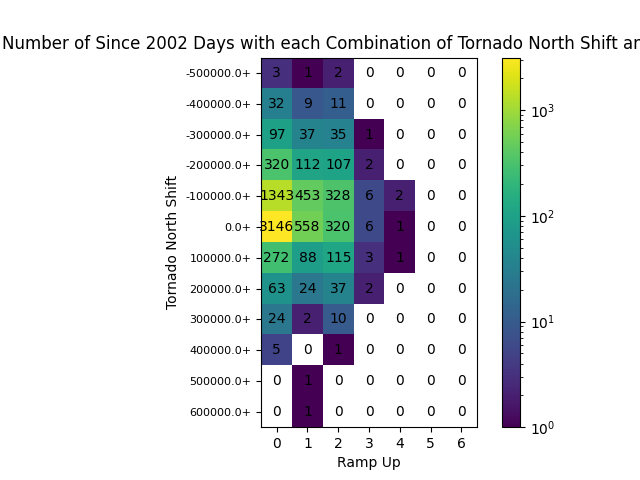 Number of Since 2002 Days with each Combination of Tornado North Shift ar
Tornado North Shift
-500000.0+ 3 1 2 0 0 0 0
-400000.0+ 32 9 11 0 0 0 0
-300000.0+ 97 37 35 1 0 0 0
-200000.0+ 320 112 107 2 0 0 0
-100000.0+ 1343 453 328 6 2 0 0
0.0+ 3146 558 320 6 1 0 0
100000.0+ 272 88 115 3 1 0 0
200000.0+ 63 24 37 2 0 0 0
300000.0+ 24 2 10 0 0 0 0
400000.0+ 5 0 1 0 0 0 0
500000.0+ 0 1 0 0 0 0 0
600000.0+ 0 1 0 0 0 0 0
0 1 2 3 4 5 6
Ramp Up
10³
10²
10¹
10⁰